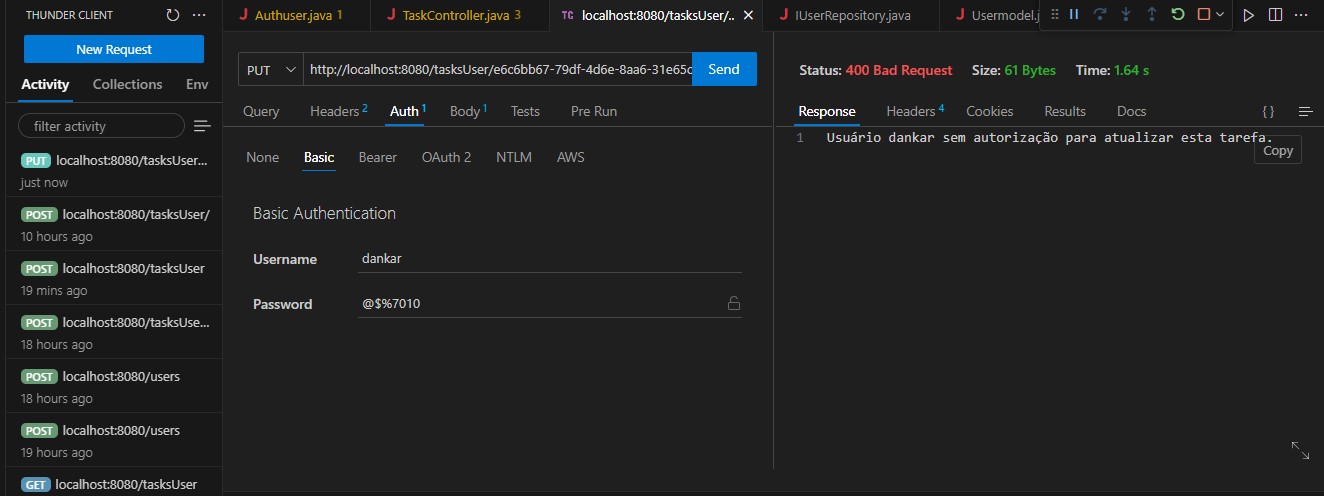 THUNDER CLIENT
New Request
Activity Collections Env
filter activity
PUT localhost:8080/tasksUser...
just now
POST localhost:8080/tasksUser/
10 hours ago
POST localhost:8080/tasksUser
19 mins ago
POST localhost:8080/tasksUse...
18 hours ago
POST localhost:8080/users
18 hours ago
POST localhost:8080/users
19 hours ago
GET localhost:8080/tasksUser
J Authuser.java 1
J TaskController.java 3
TC localhost:8080/tasksUser/..
J IUserRepository.java
J Usermodel.j
PUT http://localhost:8080/tasksUser/e6c6bb67-79df-4d6e-8aa6-31e65c Send
Query Headers 2 Auth 1 Body 1 Tests Pre Run
None Basic Bearer OAuth 2 NTLM AWS
Basic Authentication
Username dankar
Password @$%7010
Status: 400 Bad Request Size: 61 Bytes Time: 1.64 s
Response Headers 4 Cookies Results Docs { }
1 Usuário dankar sem autorização para atualizar esta tarefa.
Copy